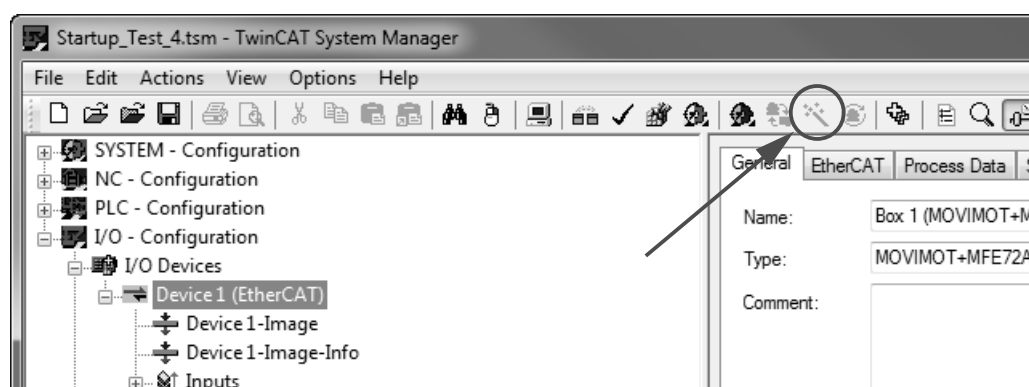 Startup_Test_4.tsm - TwinCAT System Manager
File Edit Actions View Options Help
SYSTEM - Configuration
NC - Configuration
PLC - Configuration
I/O - Configuration
I/O Devices
Device 1 (EtherCAT)
Device 1-Image
Device 1-Image-Info
Inputs
General EtherCAT Process Data
Name: Box 1 (MOVIMOT+M
Type: MOVIMOT+MFE72A
Comment: